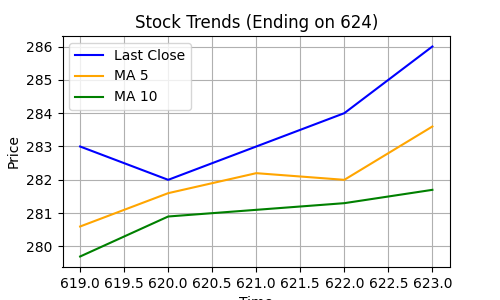 Stock Trends (Ending on 624)
Last Close
MA 5
MA 10
Price
286
285
284
283
282
281
280
619.0 619.5 620.0 620.5 621.0 621.5 622.0 622.5 623.0
Time